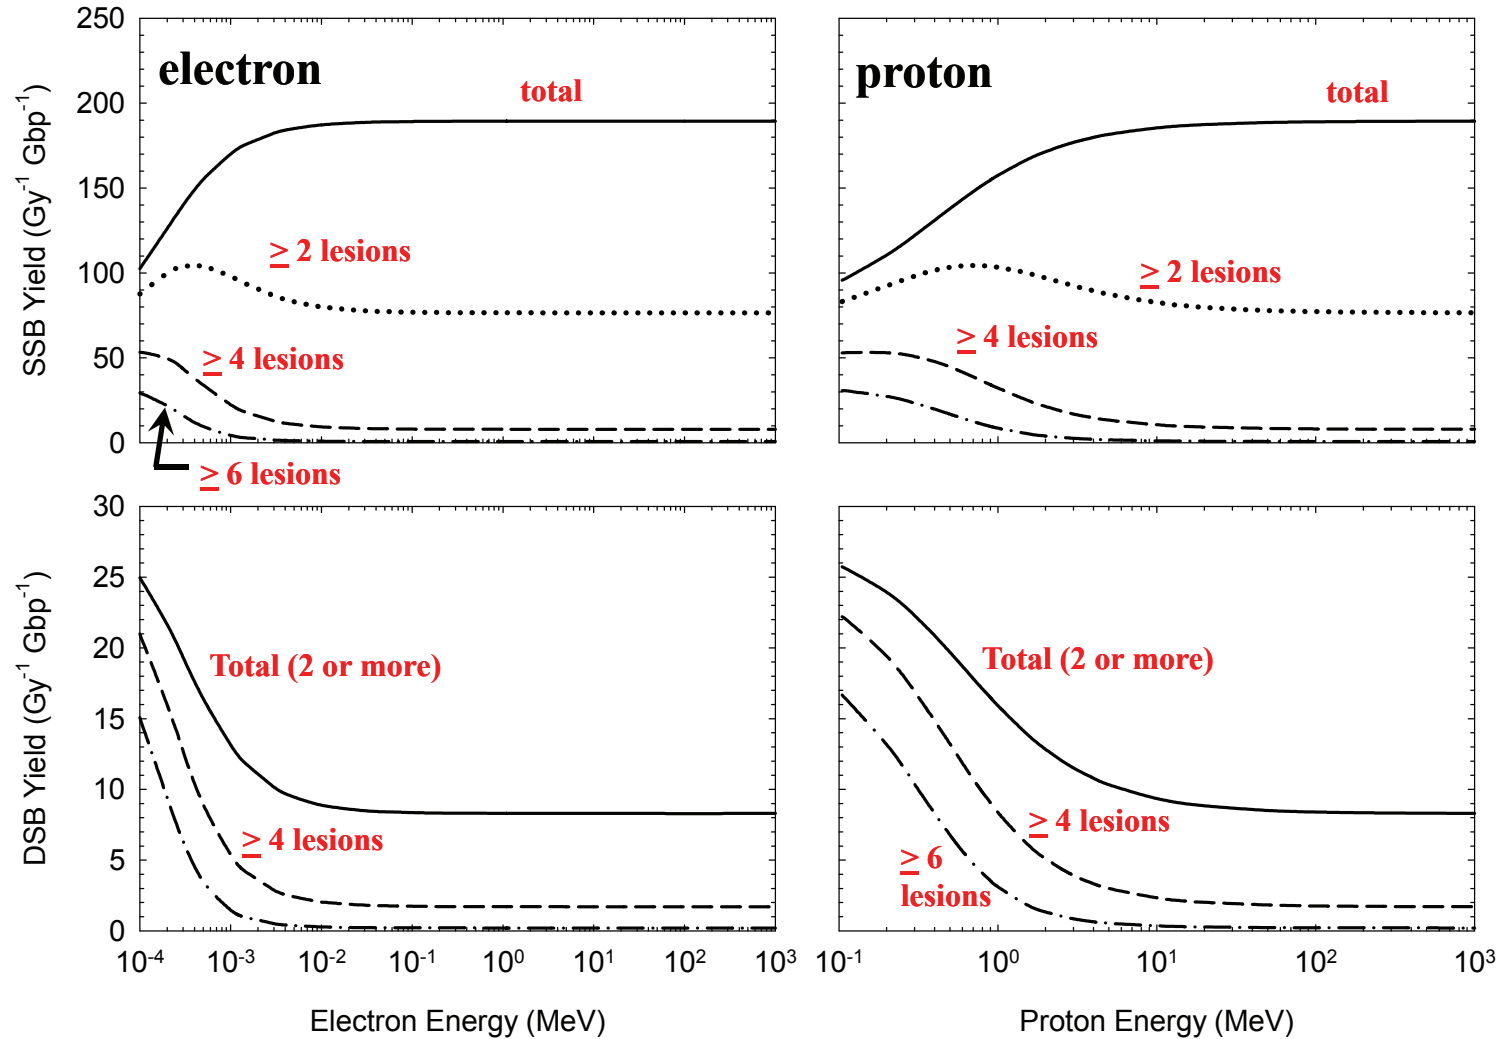 250
200
150
100
50
0
SSB Yield (Gy⁻¹ Gbp⁻¹)
electron
total
≥ 2 lesions
≥ 4 lesions
≥ 6 lesions
proton
total
≥ 2 lesions
≥ 4 lesions
30
25
20
15
10
5
0
DSB Yield (Gy⁻¹ Gbp⁻¹)
Total (2 or more)
≥ 4 lesions
10⁻⁴ 10⁻³ 10⁻² 10⁻¹ 10⁰ 10¹ 10² 10³
Electron Energy (MeV)
Total (2 or more)
≥ 4 lesions
≥ 6
lesions
10⁻¹ 10⁰ 10¹ 10² 10³
Proton Energy (MeV)